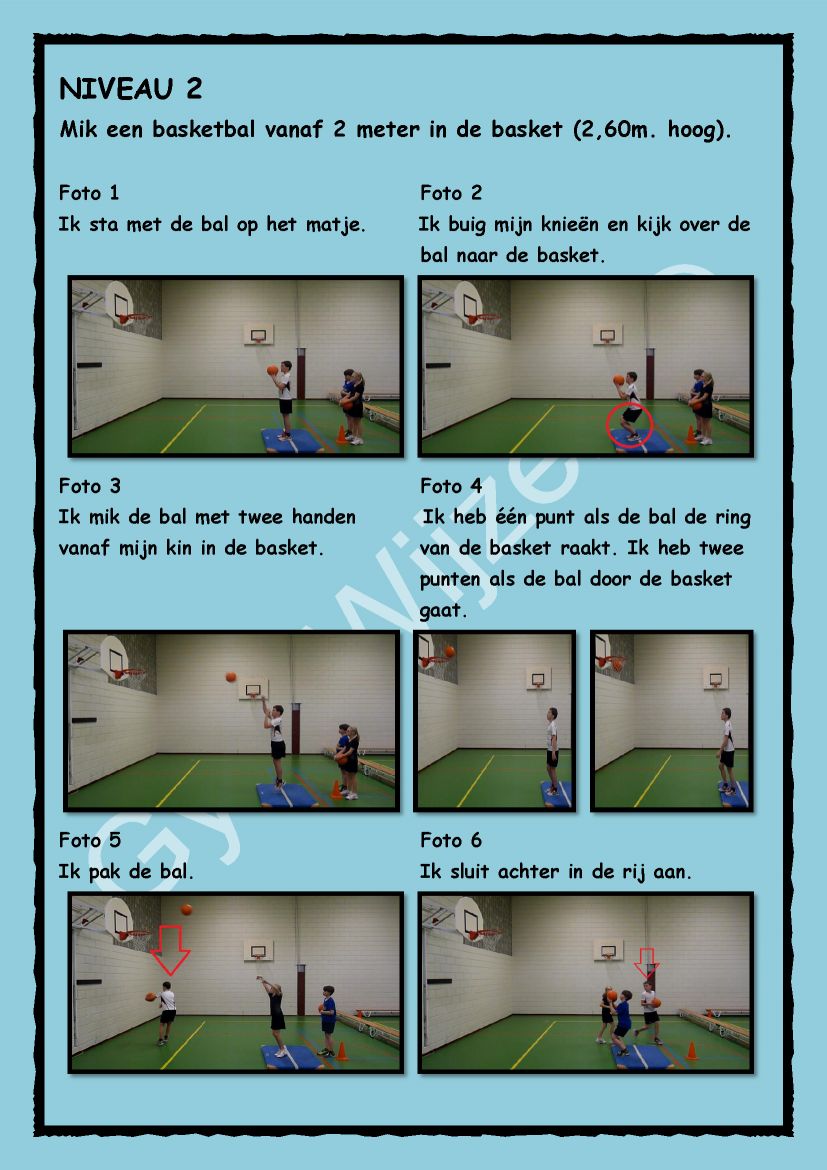 NIVEAU 2
Mik een basketbal vanaf 2 meter in de basket (2,60m. hoog).
Foto 1
Ik sta met de bal op het matje.
Foto 2
Ik buig mijn knieën en kijk over de
bal naar de basket.
Foto 3
Ik mik de bal met twee handen
vanaf mijn kin in de basket.
Foto 4
Ik heb één punt als de bal de ring
van de basket raakt. Ik heb twee
punten als de bal door de basket
gaat.
Foto 5
Ik pak de bal.
Foto 6
Ik sluit achter in de rij aan.